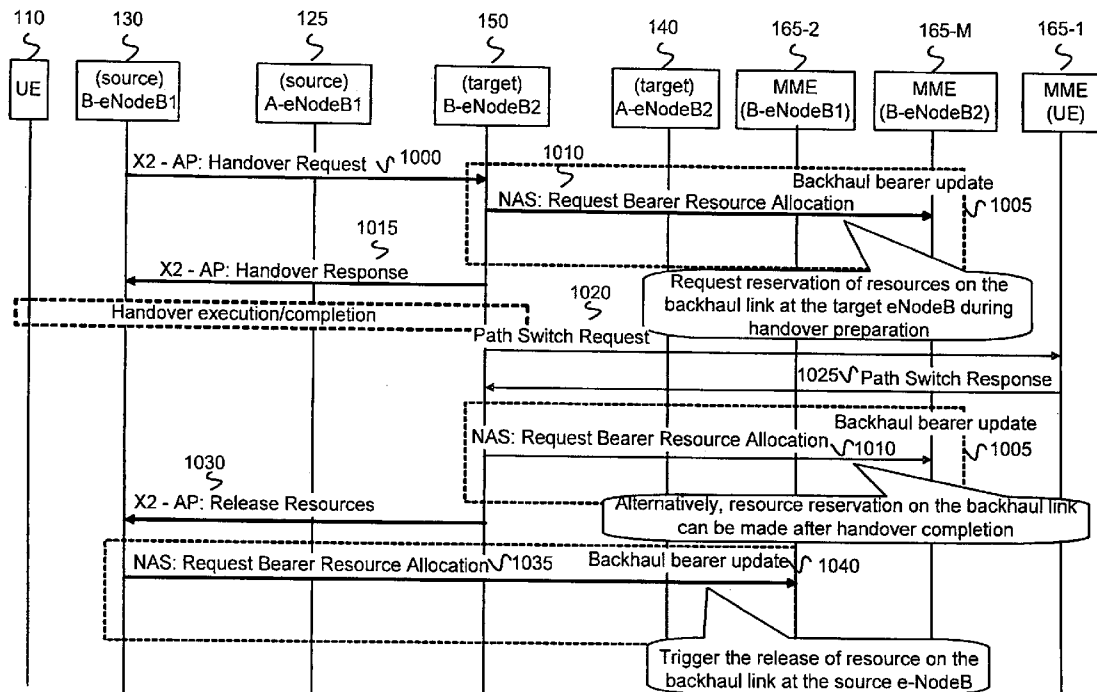 110 130 125 150 140 165-2 165-M 165-1
UE
(source)
B-eNodeB1
(source)
A-eNodeB1
(target)
B-eNodeB2
(target)
A-eNodeB2
MME
(B-eNodeB1)
MME
(B-eNodeB2)
MME
(UE)
X2 - AP: Handover Request 1000
1010
Backhaul bearer update
NAS: Request Bearer Resource Allocation
1005
1015
X2 - AP: Handover Response
Request reservation of resources on the
backhaul link at the target eNodeB during
handover preparation
1020
Handover execution/completion
Path Switch Request
1025 Path Switch Response
Backhaul bearer update
NAS: Request Bearer Resource Allocation 1010
1005
1030
X2 - AP: Release Resources
Alternatively, resource reservation on the backhaul link
can be made after handover completion
NAS: Request Bearer Resource Allocation 1035
Backhaul bearer update 1040
Trigger the release of resource on the
backhaul link at the source e-NodeB